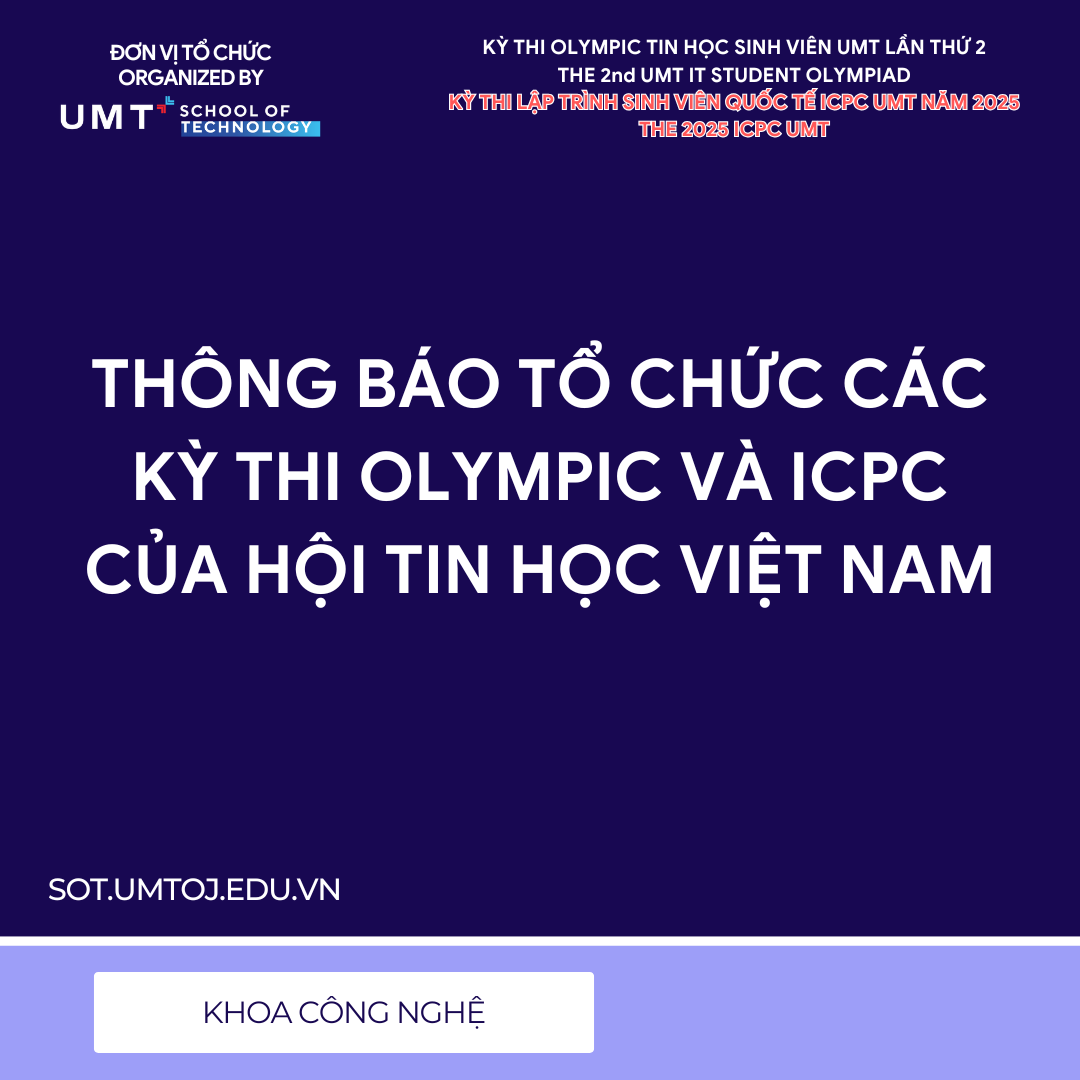 ĐƠN VỊ TỔ CHỨC
ORGANIZED BY
UMT SCHOOL OF
TECHNOLOGY
KỲ THI OLYMPIC TIN HỌC SINH VIÊN UMT LẦN THỨ 2
THE 2nd UMT IT STUDENT OLYMPIAD
KỲ THI LẬP TRÌNH SINH VIÊN QUỐC TẾ ICPC UMT NĂM 2025
THE 2025 ICPC UMT
THÔNG BÁO TỔ CHỨC CÁC
KỲ THI OLYMPIC VÀ ICPC
CỦA HỘI TIN HỌC VIỆT NAM
SOT.UMTOJ.EDU.VN
KHOA CÔNG NGHỆ